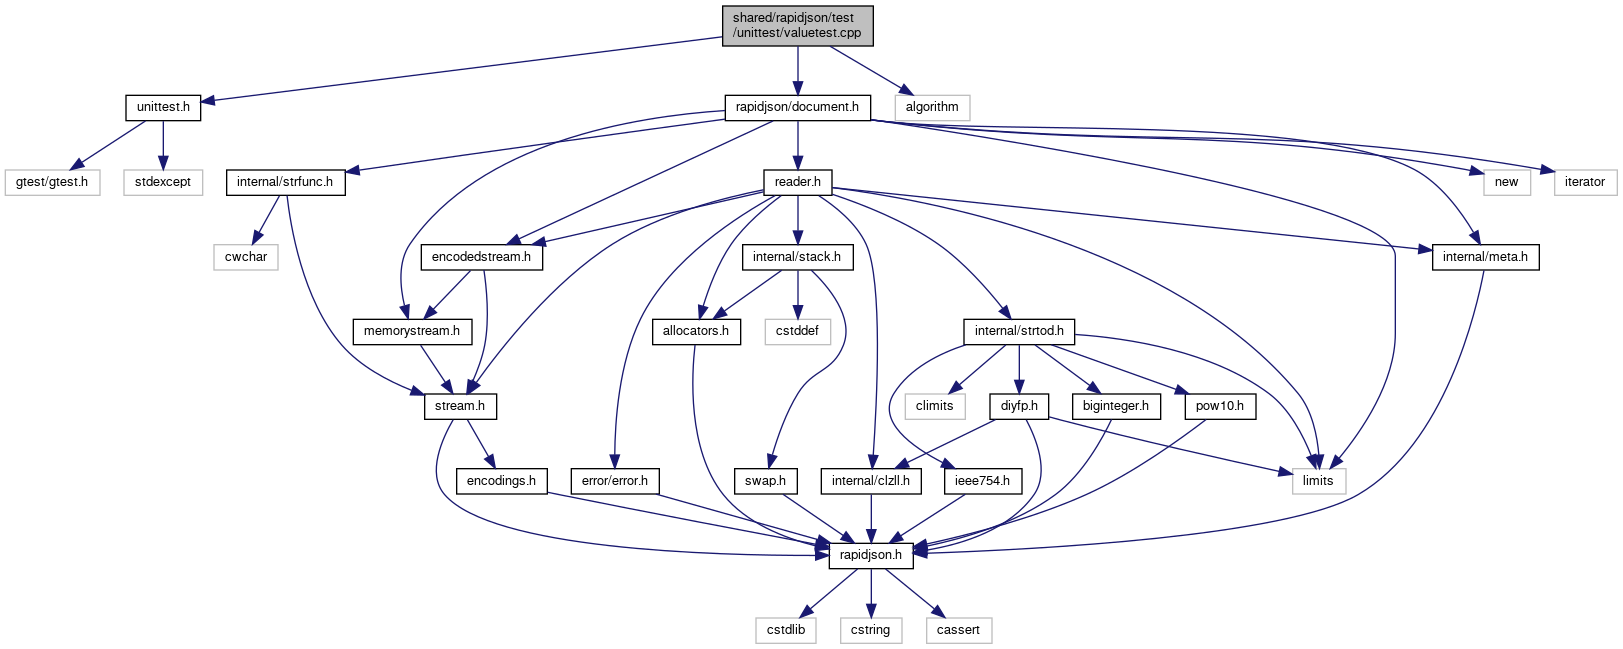 shared/rapidjson/test
/unittest/valuetest.cpp
unittest.h
rapidjson/document.h
algorithm
gtest/gtest.h
stdexcept
internal/strfunc.h
reader.h
new
iterator
cwchar
encodedstream.h
internal/stack.h
internal/meta.h
memorystream.h
allocators.h
cstddef
internal/strtod.h
stream.h
climits
diyfp.h
biginteger.h
pow10.h
encodings.h
error/error.h
swap.h
internal/clzll.h
ieee754.h
limits
rapidjson.h
cstdlib
cstring
cassert